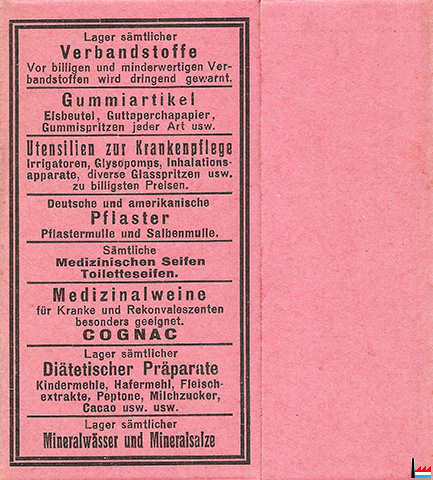 Lager sämtlicher
Verbandstoffe
Vor billigen und minderwertigen Ver-
bandstoffen wird dringend gewarnt.
Gummiartikel
Eisbeutel, Guttaperchapapier,
Gummispritzen jeder Art usw.
Utensilien zur Krankenpflege
Irrigatoren, Glysopomps, Inhalations-
apparate, diverse Glasspritzen usw.
zu billigsten Preisen.
Deutsche und amerikanische
Pflaster
Pflastermulle und Salbenmulle.
Sämtliche
Medizinischen Seifen
Toiletteseifen.
Medizinalweine
für Kranke und Rekonvaleszenten
besonders geeignet.
COGNAC
Lager sämtlicher
Diätetischer Präparate
Kindermehle, Hafermehl, Fleisch-
extrakte, Peptone, Milchzucker,
Cacao usw. usw.
Lager sämtlicher
Mineralwässer und Mineralsalze